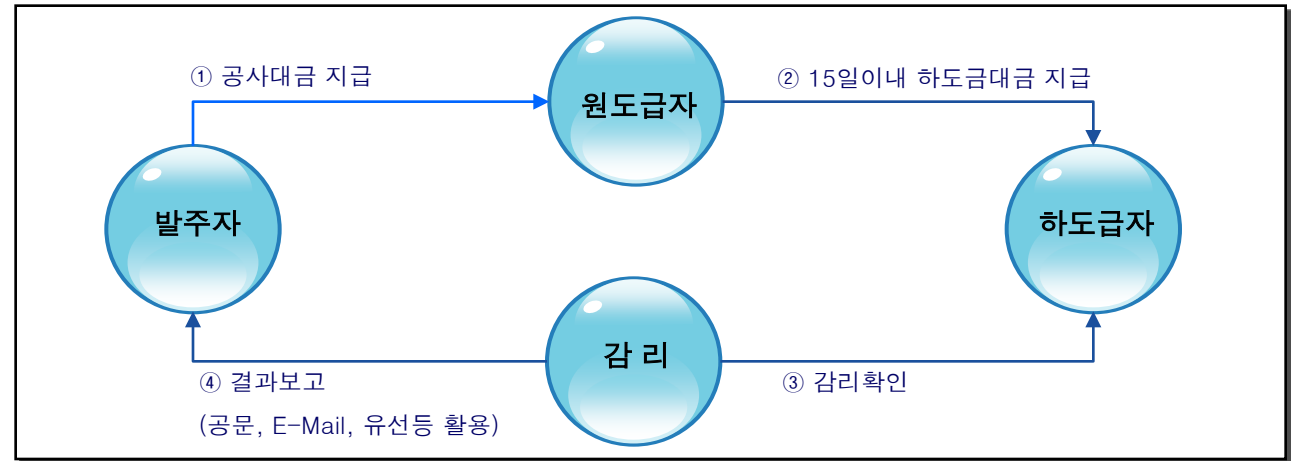 ① 공사대금 지급
② 15일이내 하도금대금 지급
원도급자
발주자
하도급자
감 리
④ 결과보고
(공문, E-Mail, 유선등 활용)
③ 감리확인